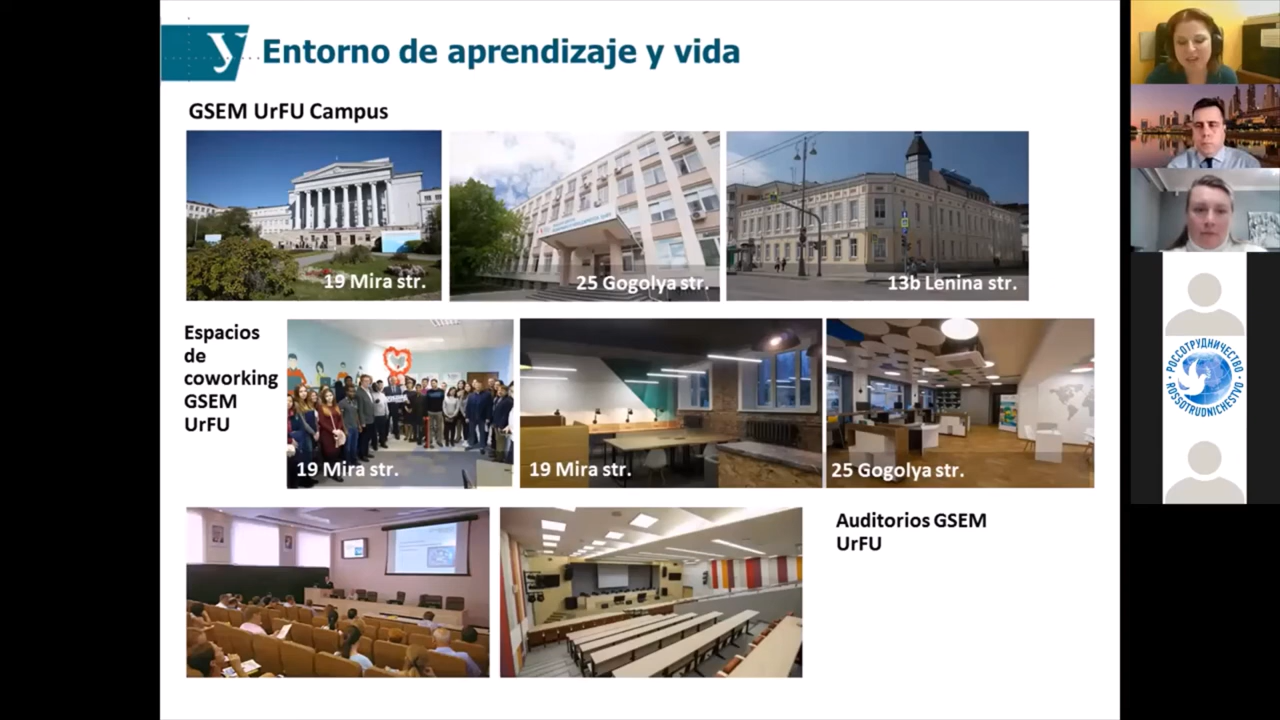 У
Entorno de aprendizaje y vida
GSEM UrFU Campus
19 Mira str.
25 Gogolya str.
13b Lenina str.
Espacios
de
coworking
GSEM
UrFU
19 Mira str.
19 Mira str.
25 Gogolya str.
Auditorios GSEM
UrFU
РОССОТРУДНИЧЕСТВО
ROSSOTRUDNICHESTVO